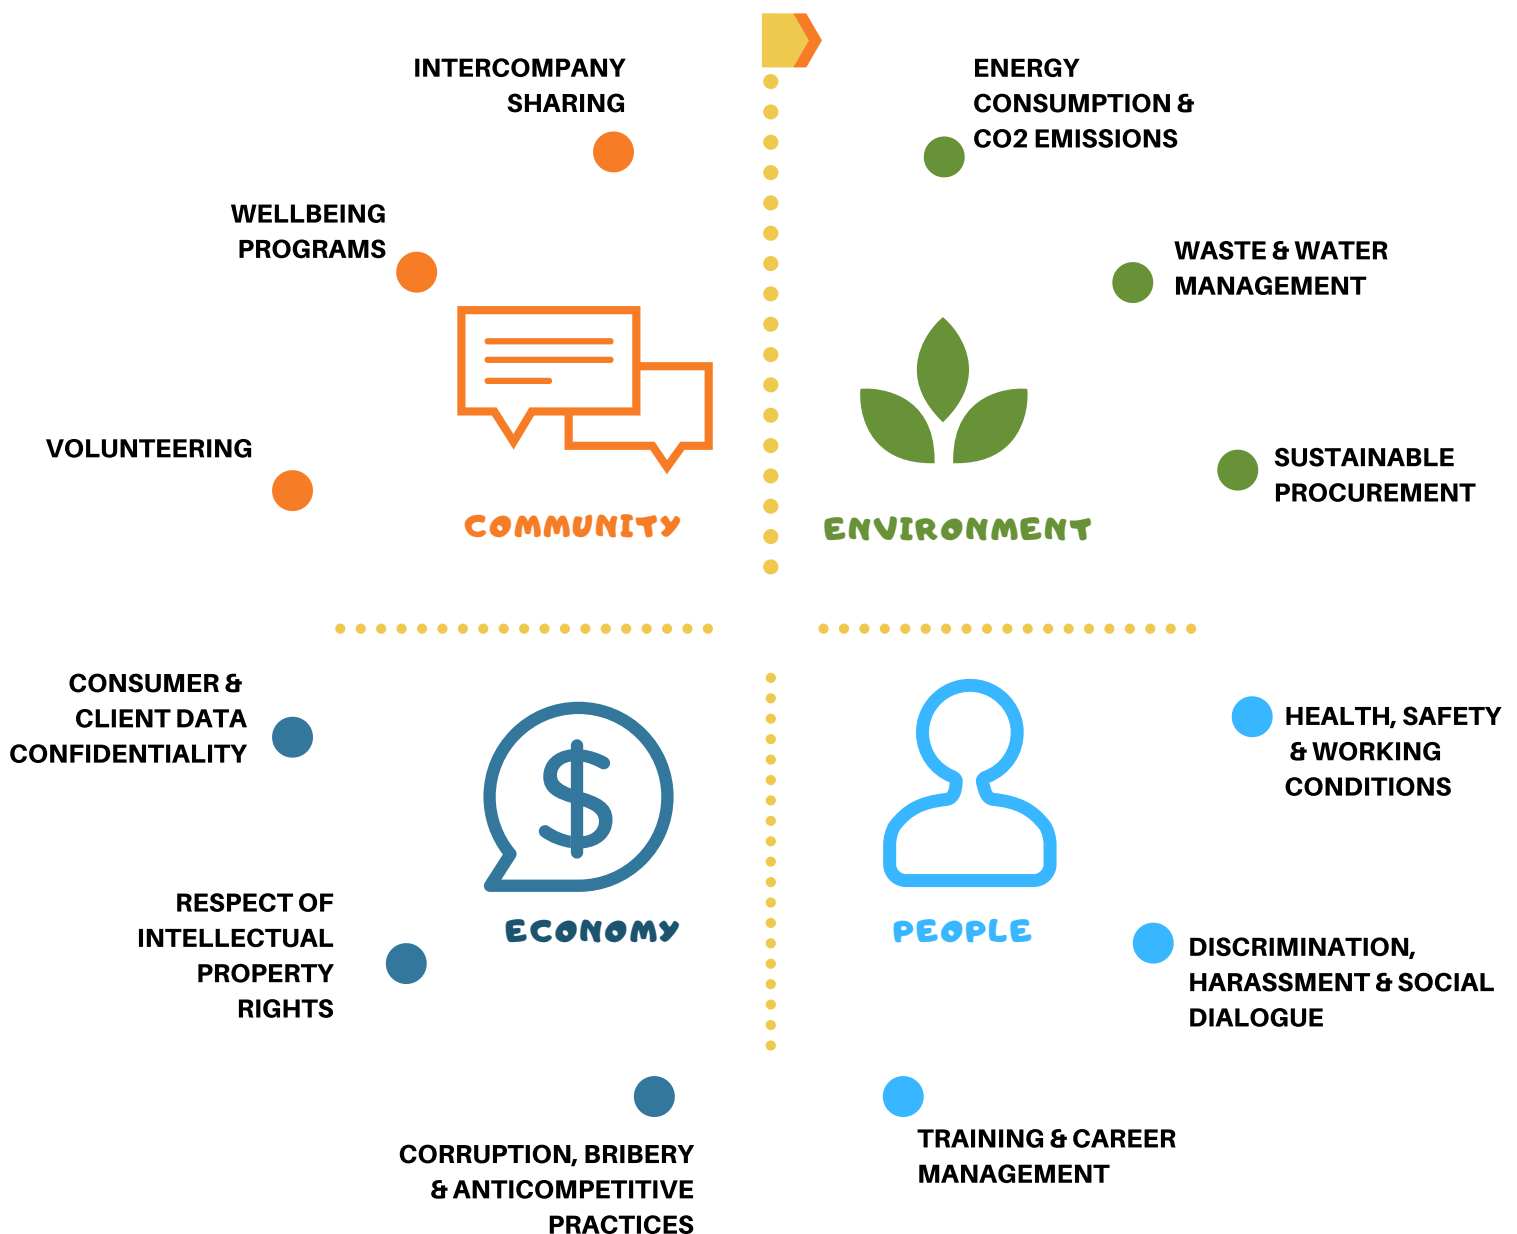 INTERCOMPANY
SHARING
WELLBEING
PROGRAMS
VOLUNTEERING
COMMUNITY
ENERGY
CONSUMPTION &
CO2 EMISSIONS
WASTE & WATER
MANAGEMENT
SUSTAINABLE
PROCUREMENT
ENVIRONMENT
CONSUMER &
CLIENT DATA
CONFIDENTIALITY
RESPECT OF
INTELLECTUAL
PROPERTY
RIGHTS
CORRUPTION, BRIBERY
& ANTICOMPETITIVE
PRACTICES
$
ECONOMY
HEALTH, SAFETY
& WORKING
CONDITIONS
DISCRIMINATION,
HARASSMENT & SOCIAL
DIALOGUE
TRAINING & CAREER
MANAGEMENT
PEOPLE